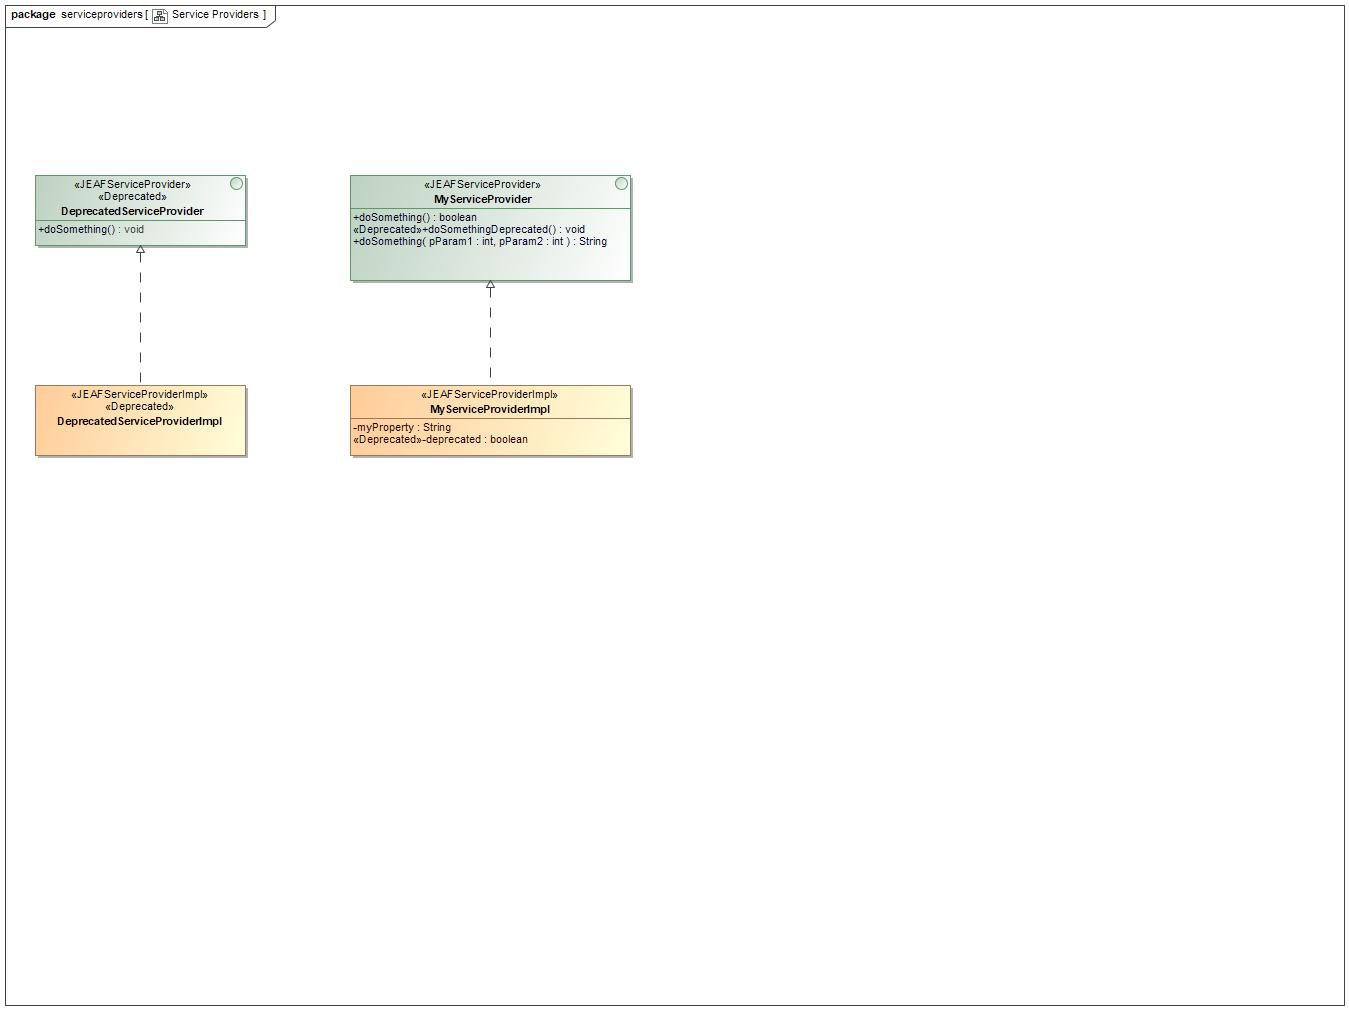 package serviceproviders [ Service Providers ]
«JEAFServiceProvider»
«Deprecated»
DeprecatedServiceProvider
+doSomething() : void
«JEAFServiceProvider»
MyServiceProvider
+doSomething() : boolean
«Deprecated»+doSomethingDeprecated() : void
+doSomething( pParam1 : int, pParam2 : int ) : String
«JEAFServiceProviderImpl»
«Deprecated»
DeprecatedServiceProviderImpl
«JEAFServiceProviderImpl»
MyServiceProviderImpl
-myProperty : String
«Deprecated»-deprecated : boolean